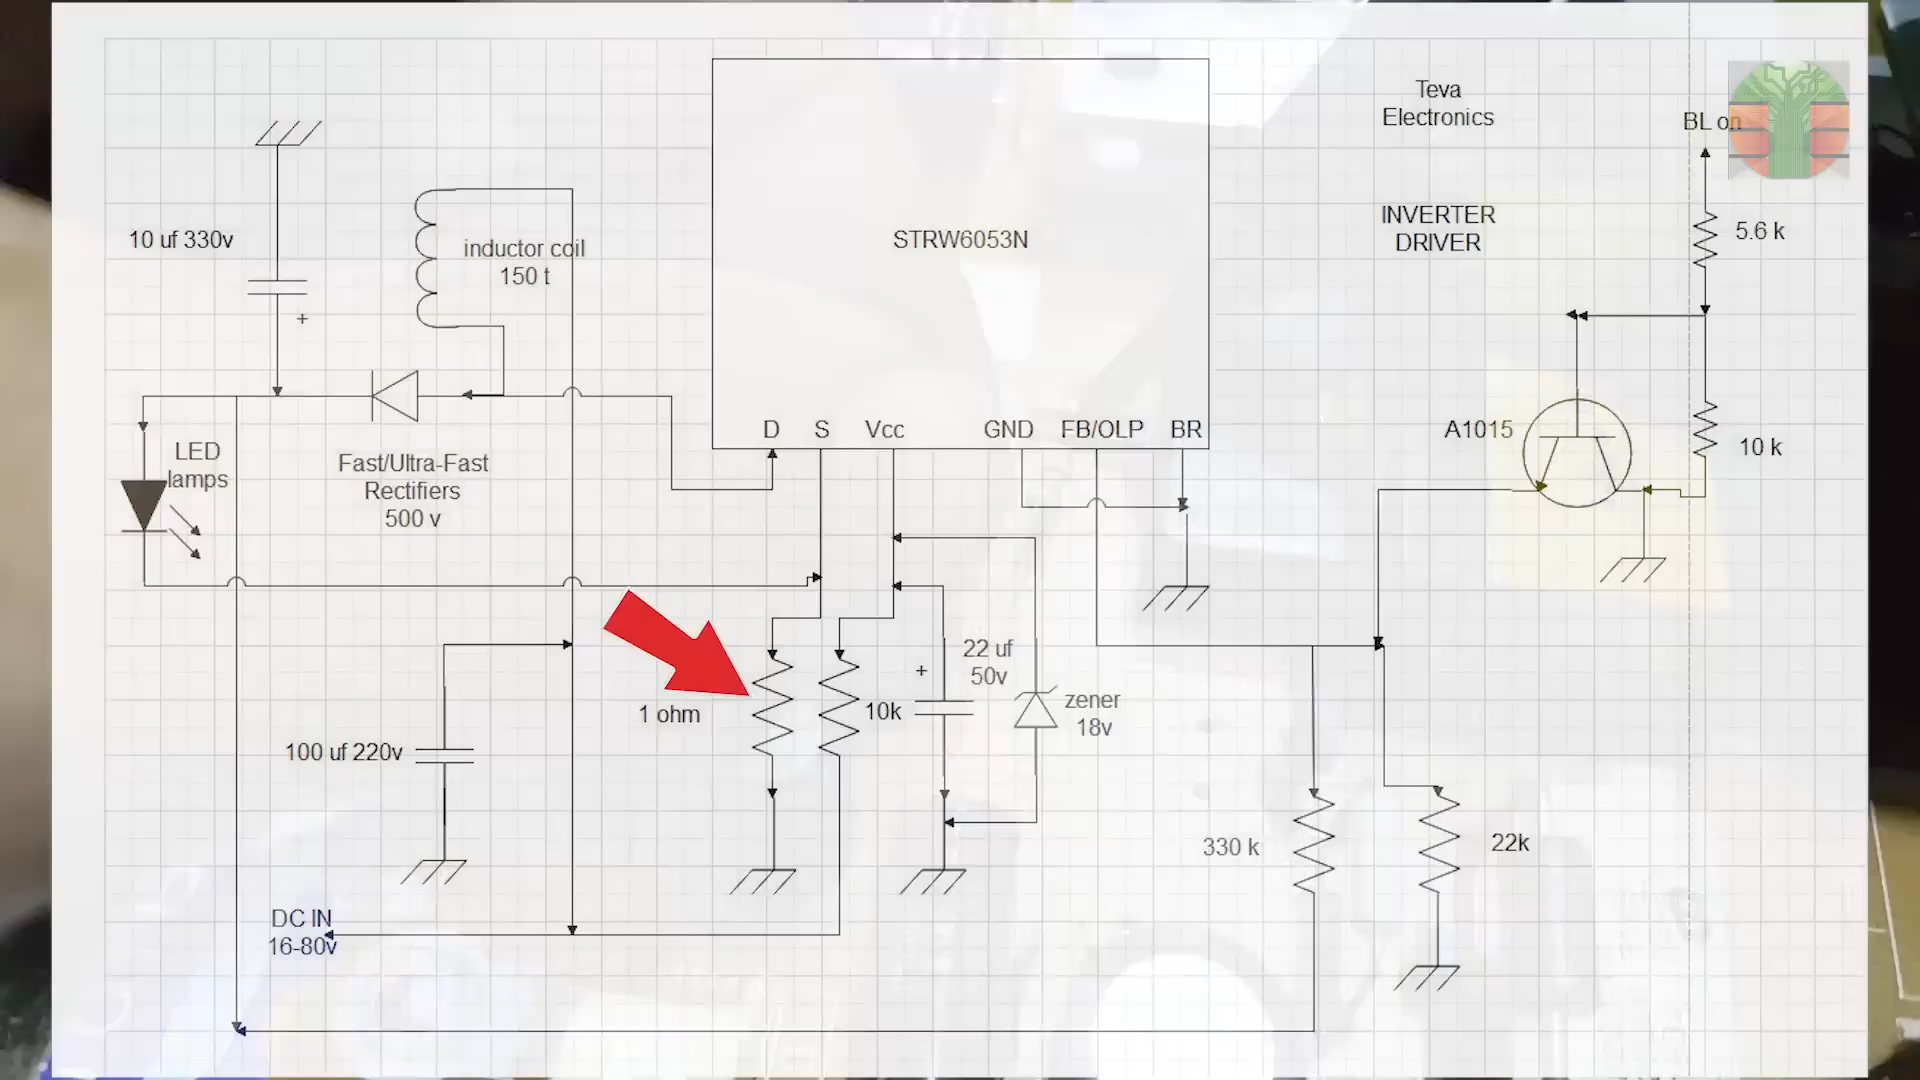 Teva
Electronics
BL on
10 uf 330v
inductor coil
150 t
STRW6053N
INVERTER
DRIVER
5.6 k
D
S
Vcc
GND
FB/OLP
BR
A1015
10 k
LED
lamps
Fast/Ultra-Fast
Rectifiers
500 v
+
+
22 uf
50v
1 ohm
10k
zener
18v
100 uf 220v
330 k
22k
DC IN
16-80v